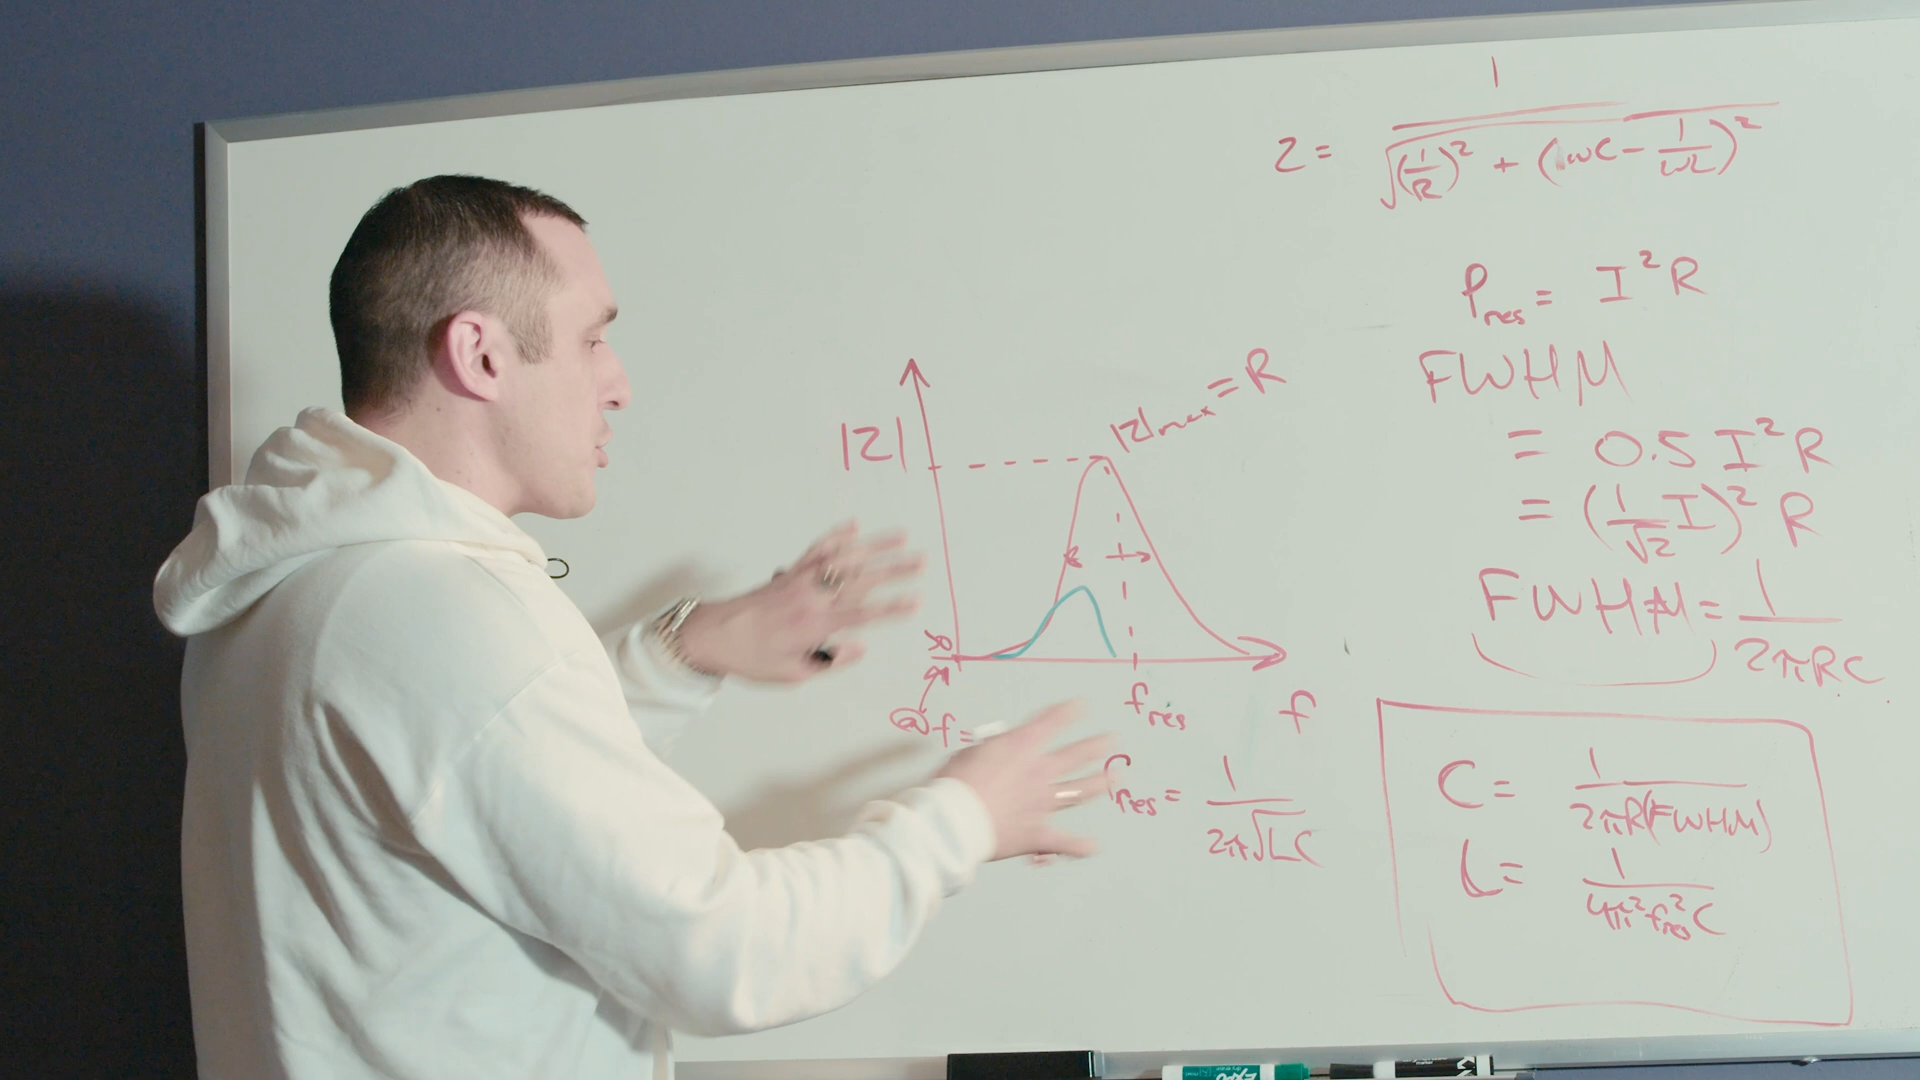 Z = 1 / √((1/R)² + (ωC − 1/ωL)²)
P_res = I²R
FWHM
= 0.5 I²R
= (1/√2 I)² R
FWHM = 1 / 2πRC
C = 1 / 2πR(FWHM)
L = 1 / 4π²f_res²C
|Z|
|Z|max = R
@ f =
f_res
f
f_res = 1 / 2π√LC
EXPO